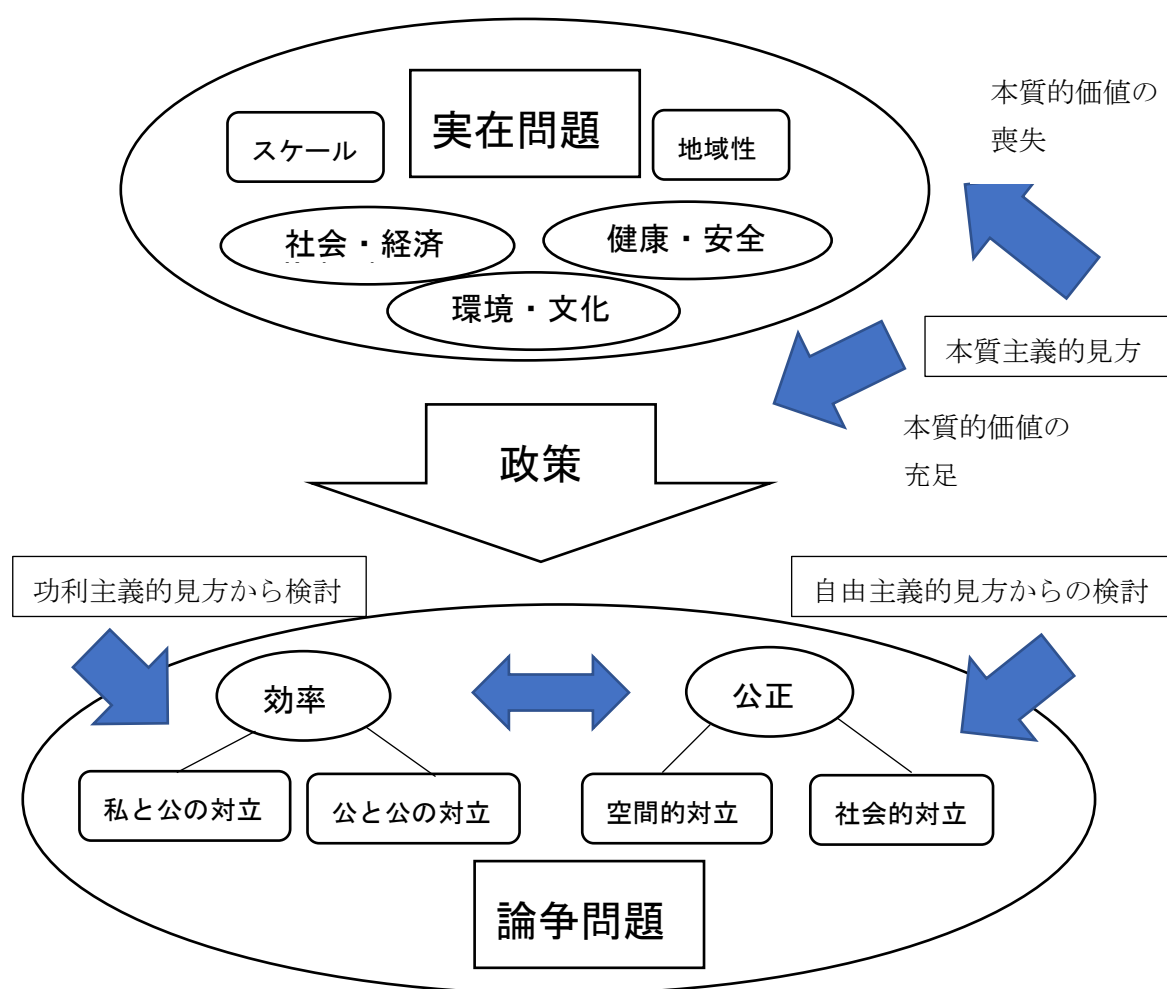 本質的価値の
喪失
実在問題
スケール
地域性
社会・経済
健康・安全
環境・文化
本質主義的見方
本質的価値の
充足
政策
功利主義的見方から検討
自由主義的見方からの検討
効率
公正
私と公の対立
公と公の対立
空間的対立
社会的対立
論争問題